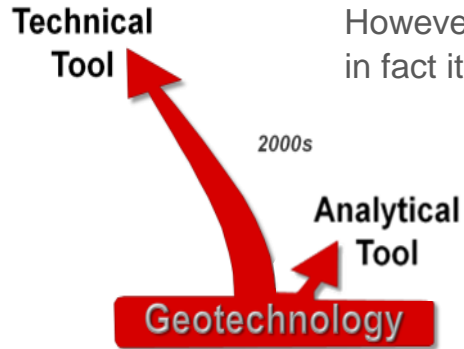 Technical
Tool
However
in fact it
2000s
Analytical
Tool
Geotechnology